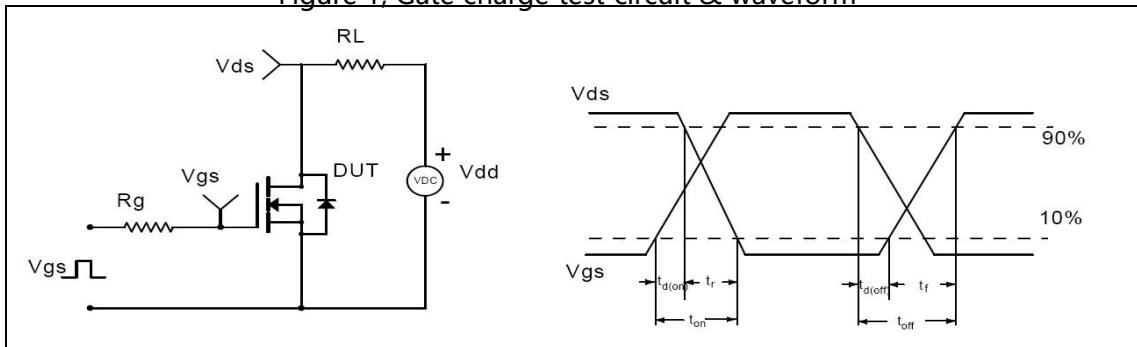 Figure 1, Gate charge test circuit & waveform
RL
Vds
Vds
90%
+
Vgs
DUT
VDC
Vdd
Rg
-
10%
Vgs
Vgs
td(on)
tr
td(off)
tf
ton
toff